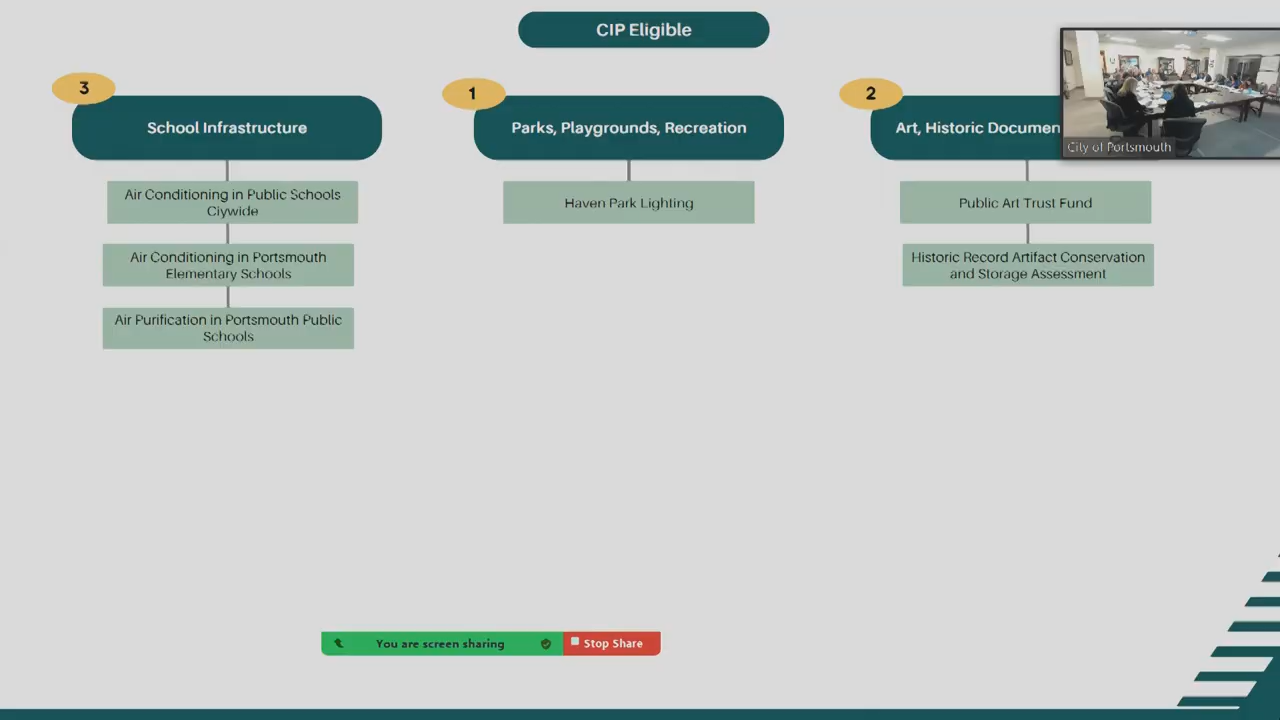 CIP Eligible
3
School Infrastructure
Air Conditioning in Public Schools
Ciywide
Air Conditioning in Portsmouth
Elementary Schools
Air Purification in Portsmouth Public
Schools
1
Parks, Playgrounds, Recreation
Haven Park Lighting
2
Art, Historic
Public Art Trust Fund
Historic Record Artifact Conservation
and Storage Assessment
City of Portsmouth
You are screen sharing
Stop Share